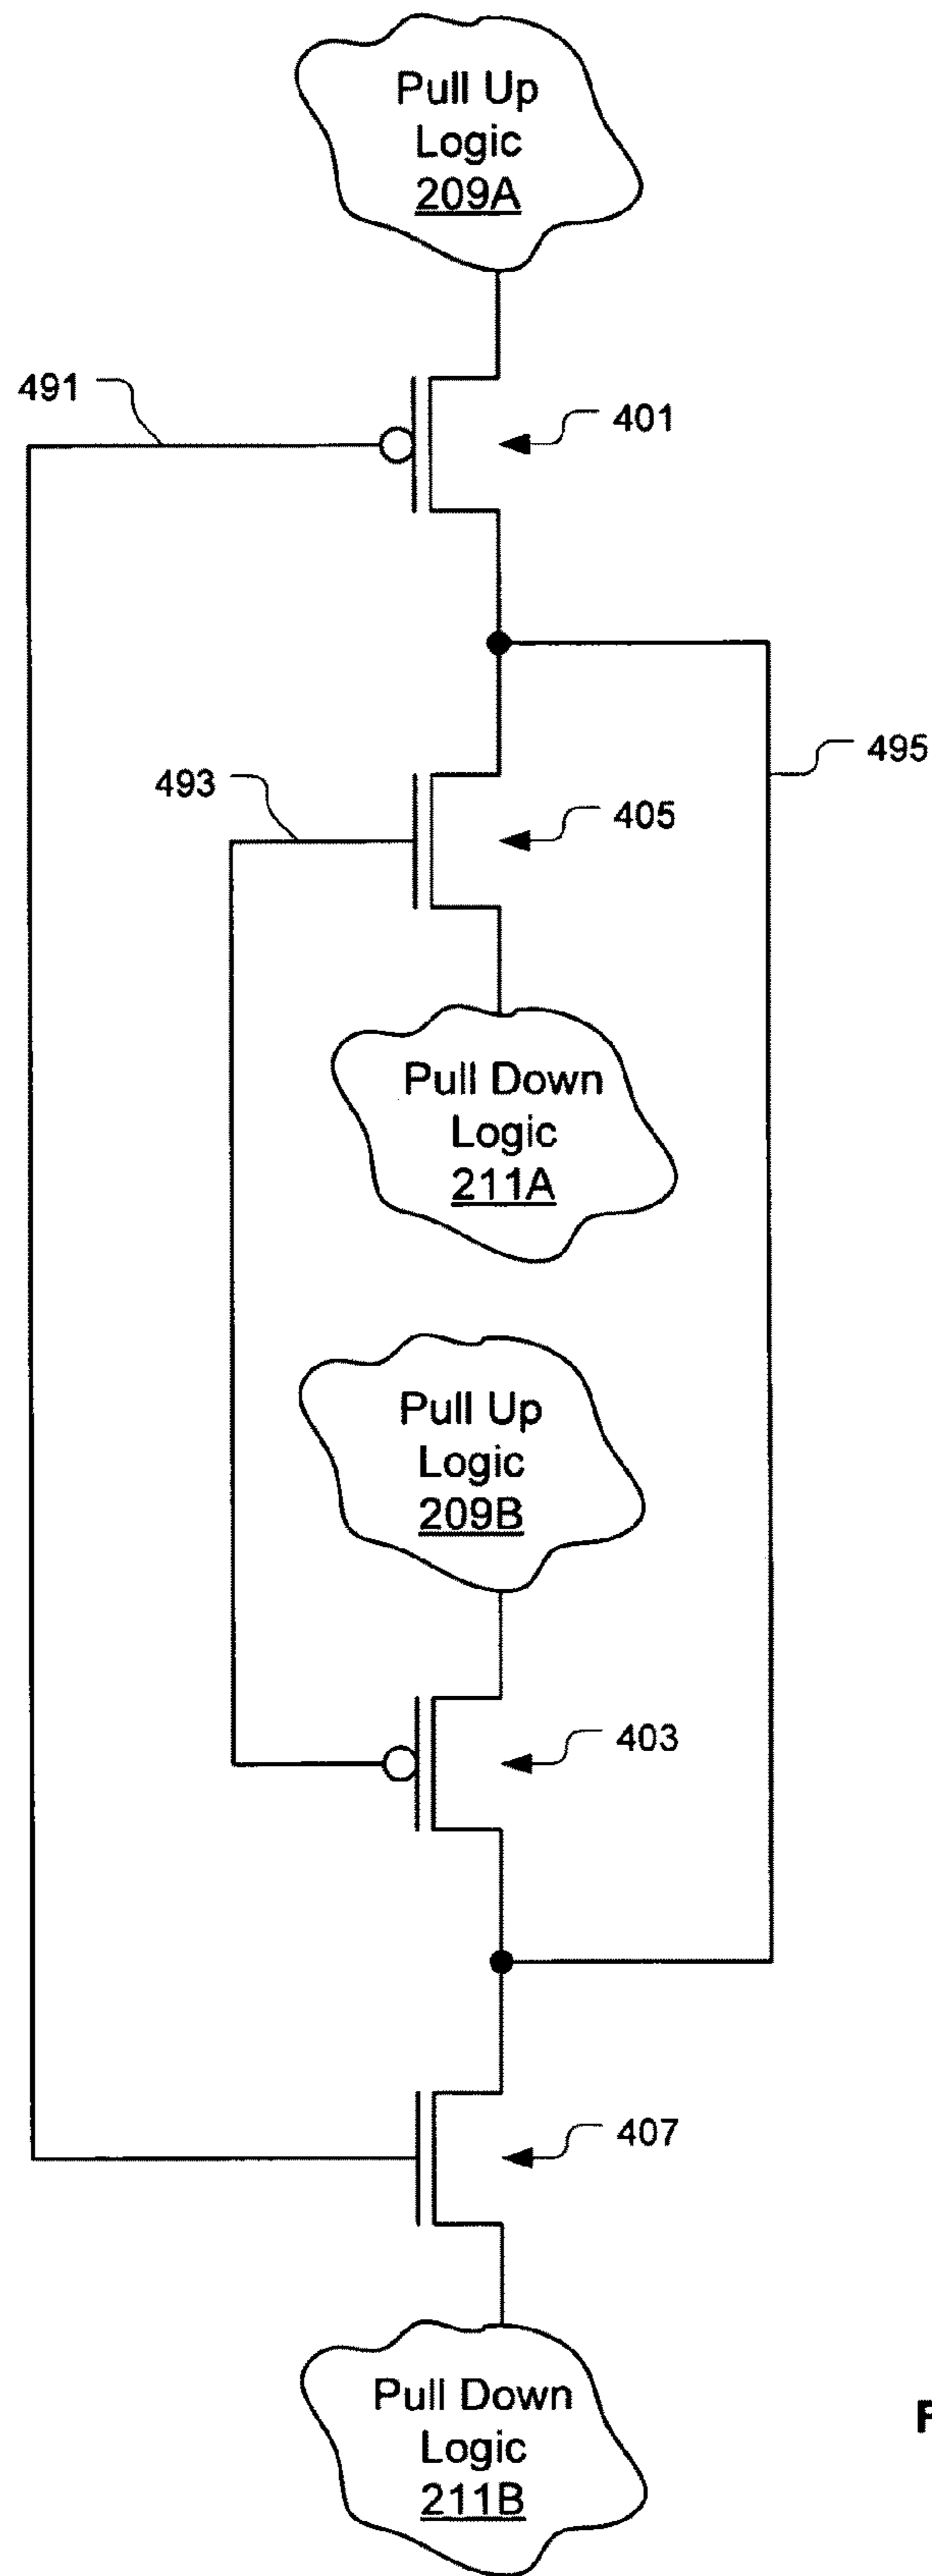 Pull Up
Logic
209A
491
401
495
493
405
Pull Down
Logic
211A
Pull Up
Logic
209B
403
407
Pull Down
Logic
211B
F